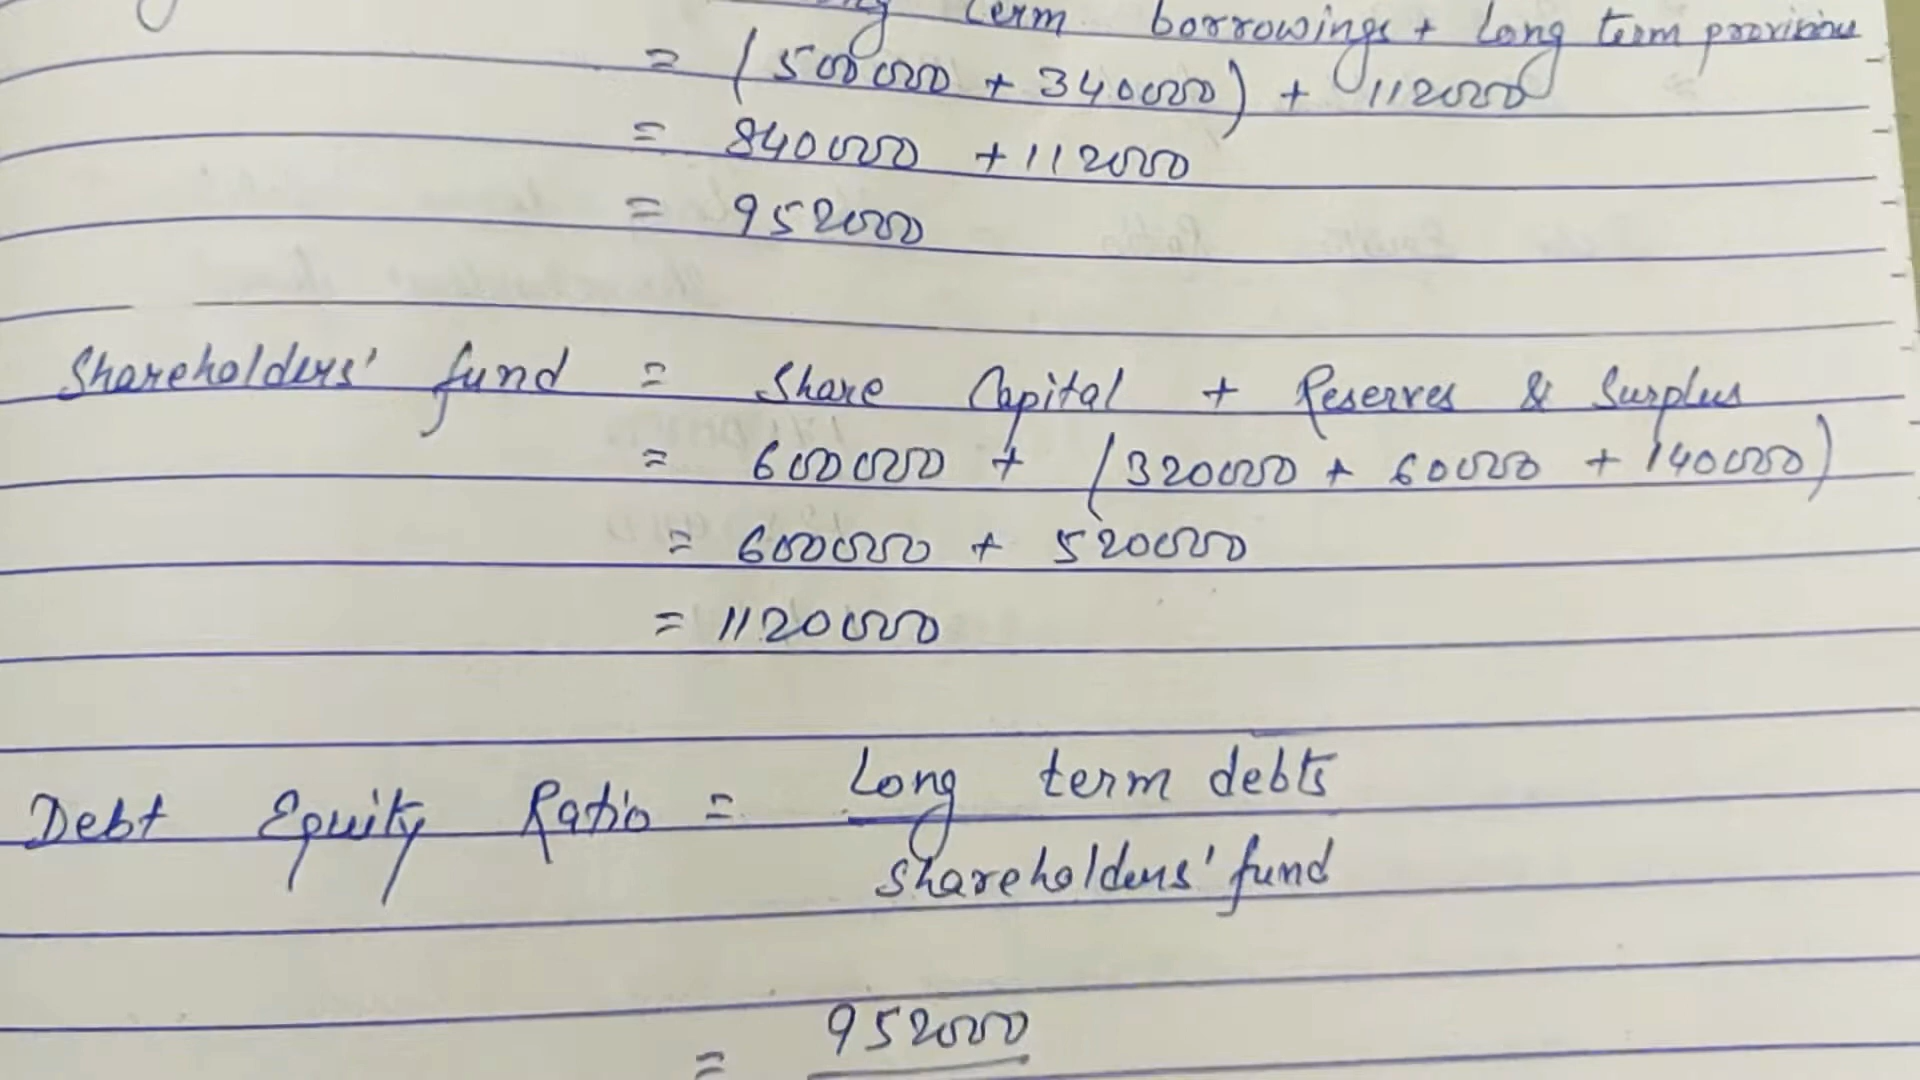 term borrowings + long term provisions
= (500000 + 340000) + 112000
= 840000 + 112000
= 952000
Shareholders' fund = Share Capital + Reserves & Surplus
= 600000 + (320000 + 60000 + 140000)
= 600000 + 520000
= 1120000
Debt Equity Ratio = Long term debts
Shareholders' fund
= 952000